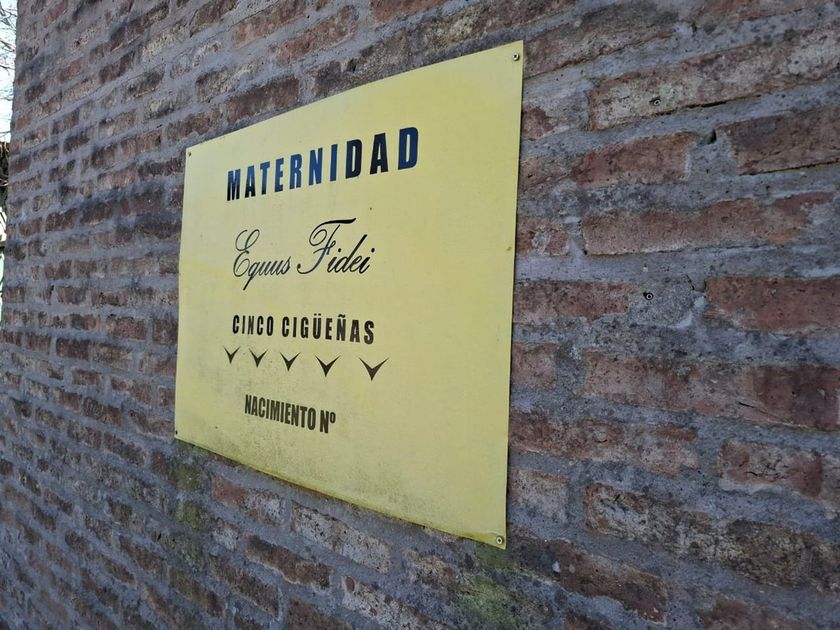 MATERNIDAD
Equus Fidei
CINCO CIGÜEÑAS
NACIMIENTO Nº